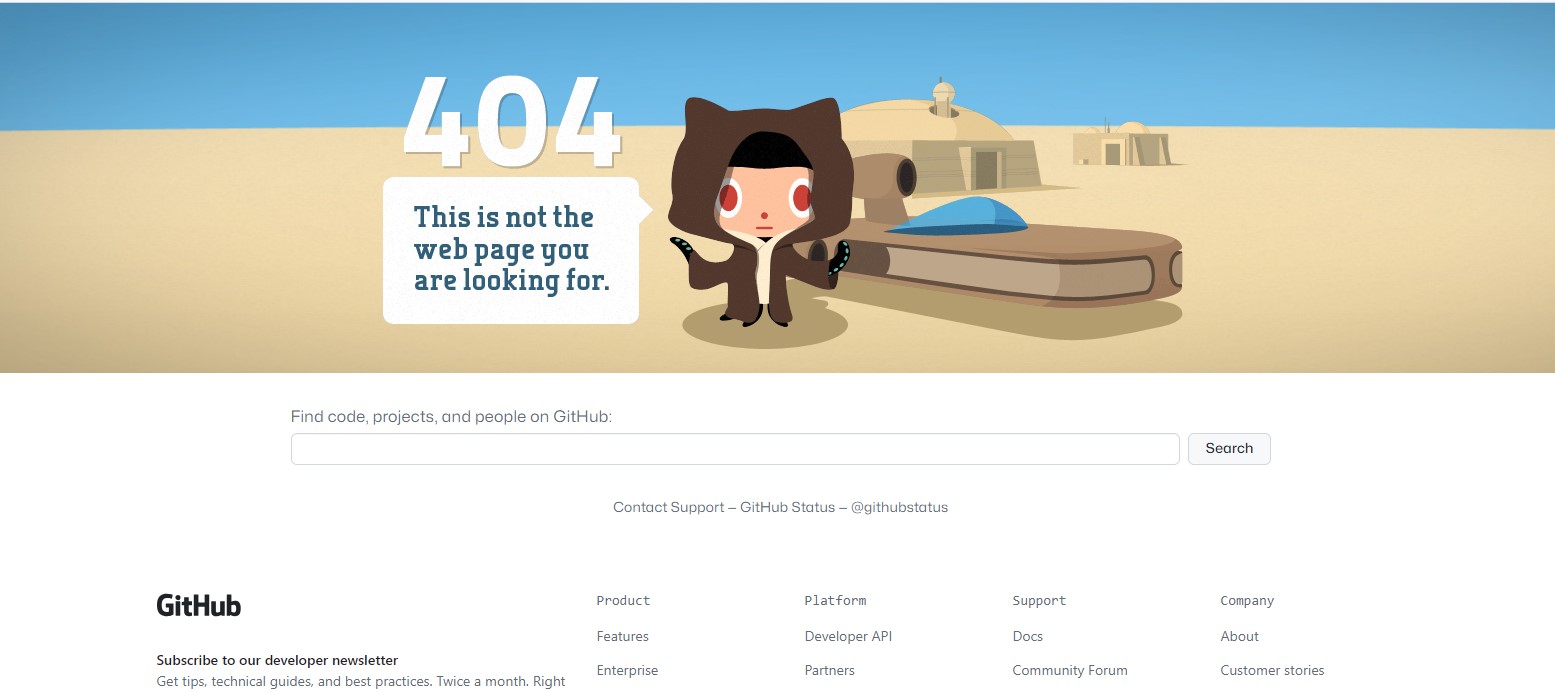 404
This is not the
web page you
are looking for.
Find code, projects, and people on GitHub:
Search
Contact Support — GitHub Status — @githubstatus
GitHub
Subscribe to our developer newsletter
Get tips, technical guides, and best practices. Twice a month. Right
Product
Features
Enterprise
Platform
Developer API
Partners
Support
Docs
Community Forum
Company
About
Customer stories